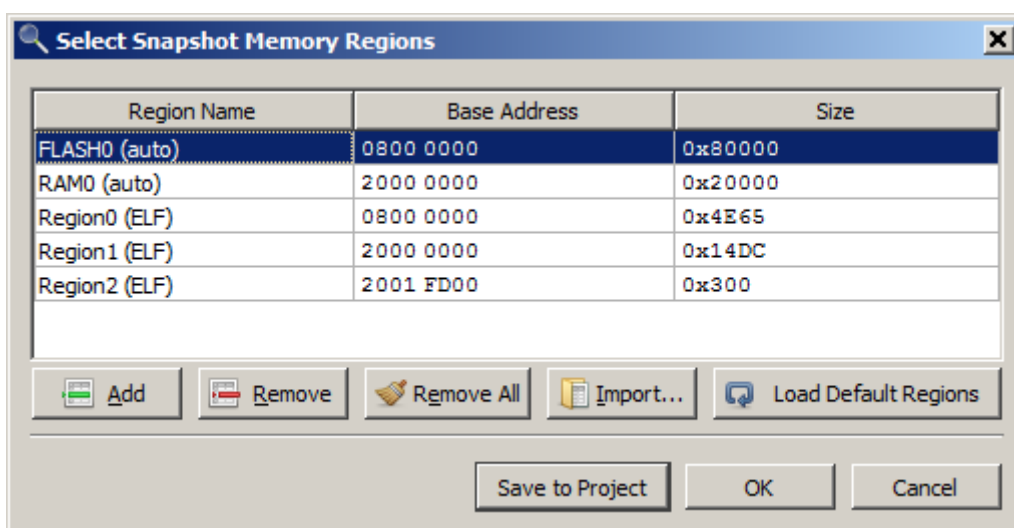 Select Snapshot Memory Regions
Region Name Base Address Size
FLASH0 (auto) 0800 0000 0x80000
RAM0 (auto) 2000 0000 0x20000
Region0 (ELF) 0800 0000 0x4E65
Region1 (ELF) 2000 0000 0x14DC
Region2 (ELF) 2001 FD00 0x300
Add Remove Remove All Import... Load Default Regions
Save to Project OK Cancel